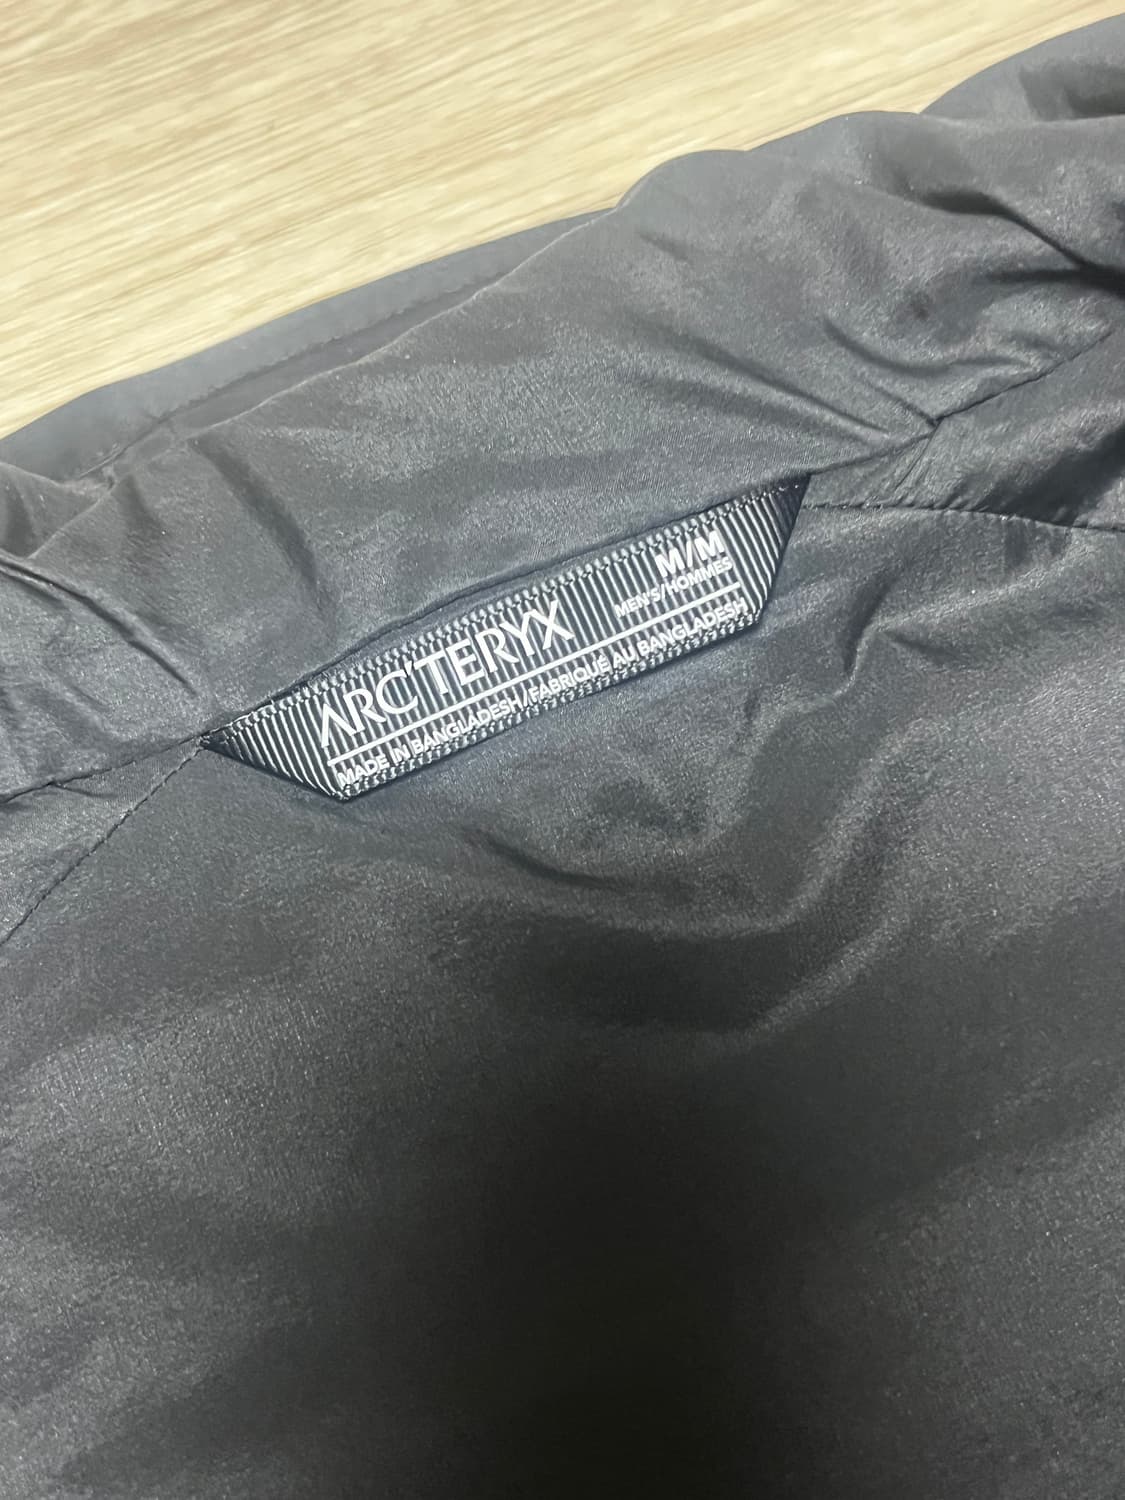 ARC'TERYX
M/M
MEN'S/HOMMES
MADE IN BANGLADESH/FABRIQUÉ AU BANGLADESH